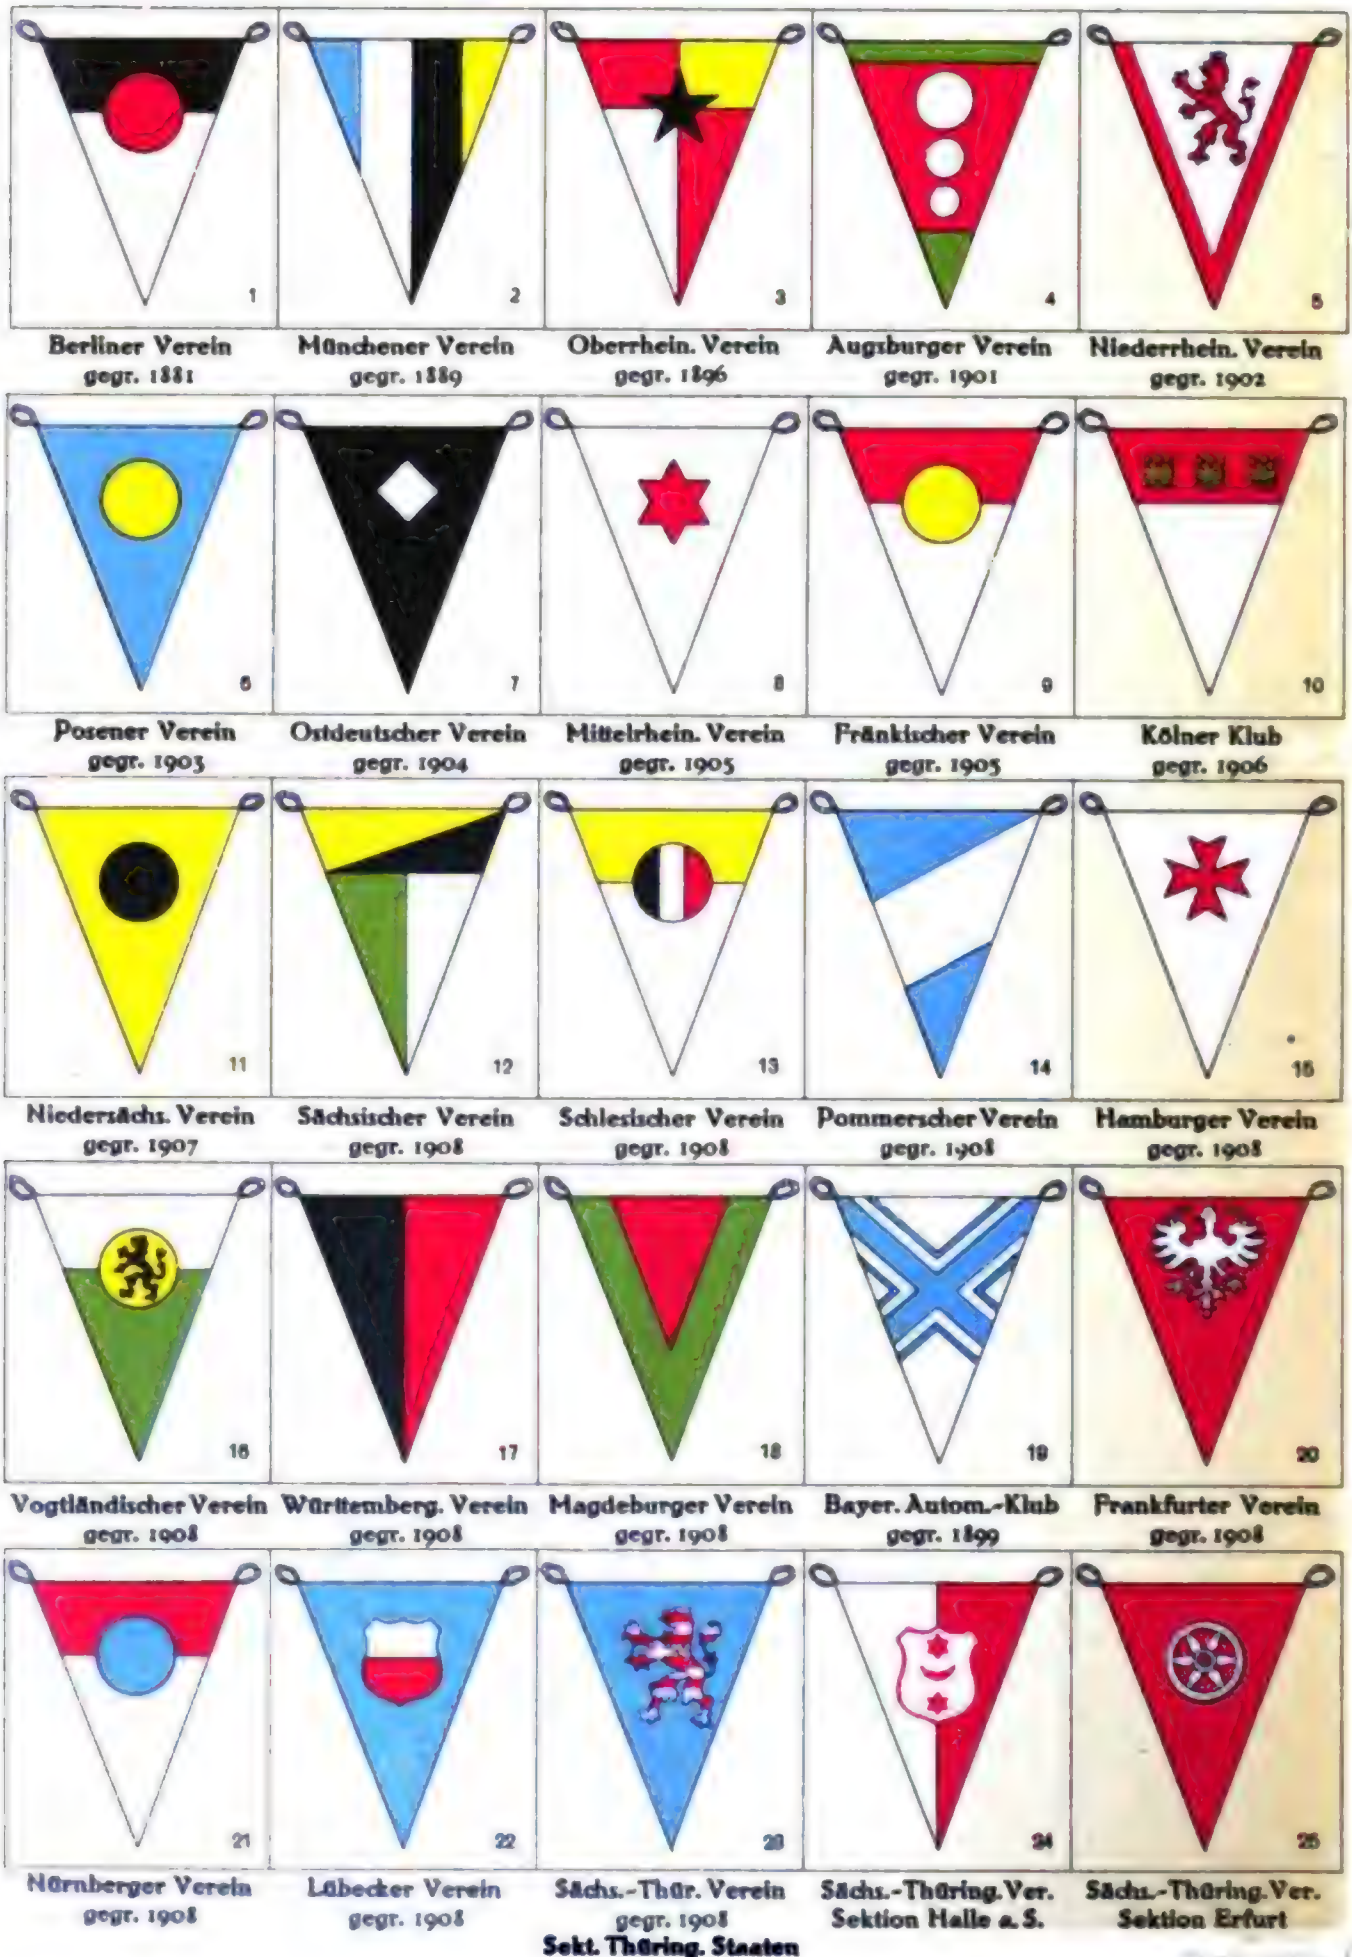 1
2
3
4
5
Berliner Verein
gegr. 1881
Münchener Verein
gegr. 1889
Oberrhein. Verein
gegr. 1896
Augsburger Verein
gegr. 1901
Niederrhein. Verein
gegr. 1902
6
7
8
9
10
Posener Verein
gegr. 1903
Ostdeutscher Verein
gegr. 1904
Mittelrhein. Verein
gegr. 1905
Fränkischer Verein
gegr. 1905
Kölner Klub
gegr. 1906
11
12
13
14
15
Niedersächs. Verein
gegr. 1907
Sächsischer Verein
gegr. 1908
Schlesischer Verein
gegr. 1908
Pommerscher Verein
gegr. 1908
Hamburger Verein
gegr. 1908
16
17
18
19
20
Vogtländischer Verein
gegr. 1908
Württemberg. Verein
gegr. 1908
Magdeburger Verein
gegr. 1908
Bayer. Autom.-Klub
gegr. 1899
Frankfurter Verein
gegr. 1908
21
22
23
24
25
Nürnberger Verein
gegr. 1908
Lübecker Verein
gegr. 1908
Sächs.-Thür. Verein
gegr. 1908
Sekt. Thüring. Staaten
Sächs.-Thüring. Ver.
Sektion Halle a. S.
Sächs.-Thüring. Ver.
Sektion Erfurt